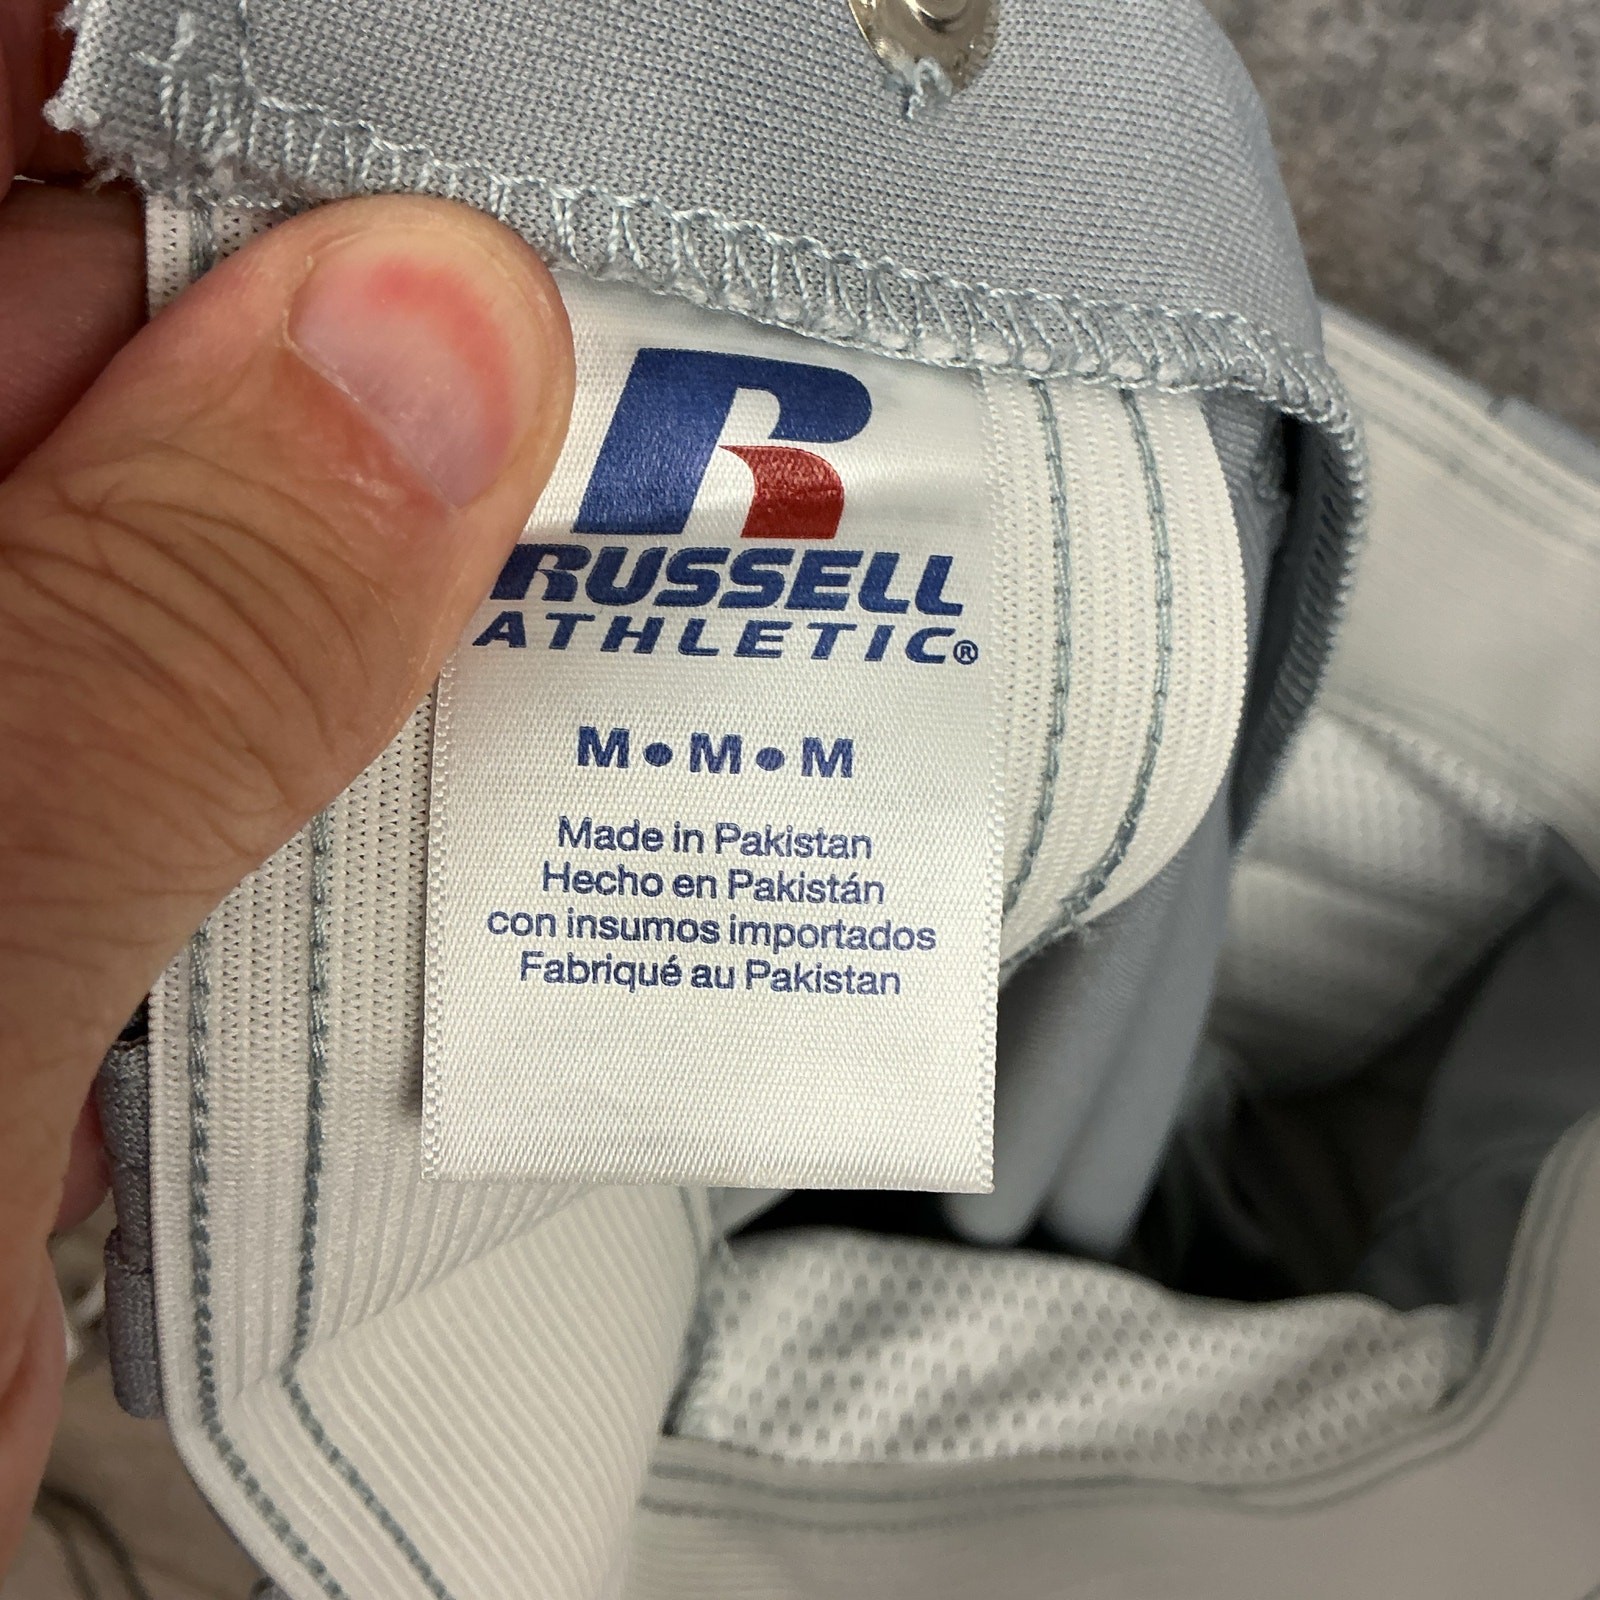 R
RUSSELL
ATHLETIC®
M • M • M
Made in Pakistan
Hecho en Pakistán
con insumos importados
Fabriqué au Pakistan